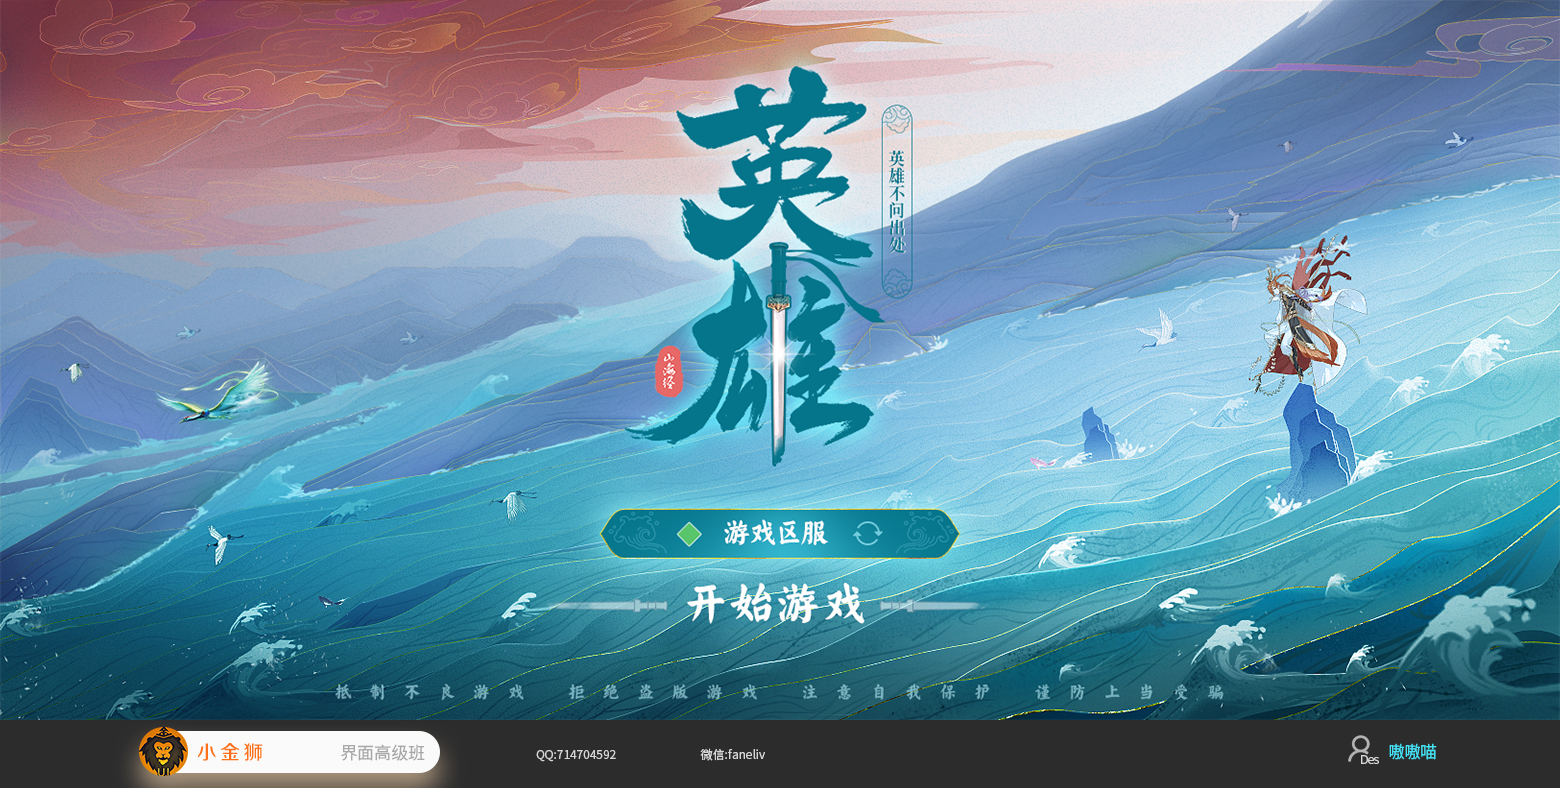 英雄
英雄不问出处
山海经
游戏区服
开始游戏
抵制不良游戏 拒绝盗版游戏 注意自我保护 谨防上当受骗
小金狮
界面高级班
QQ:714704592
微信:faneliv
Des
嗷嗷喵
UI